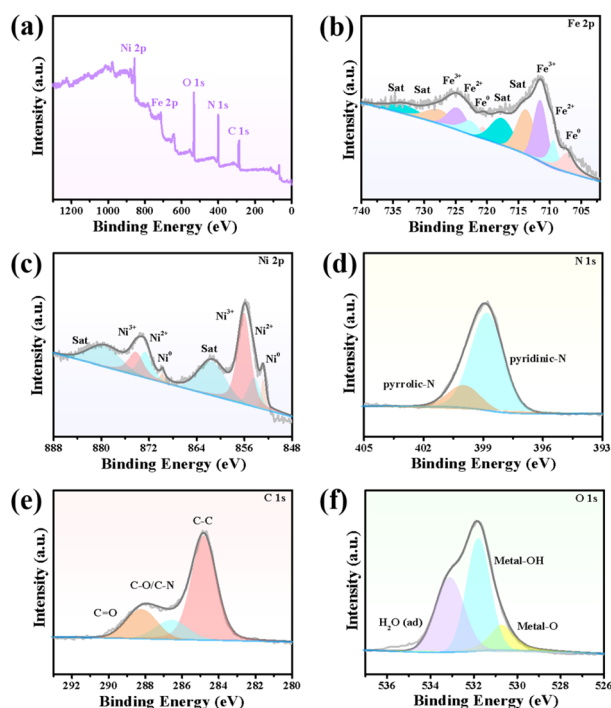 (a)
Ni 2p
Fe 2p
O 1s
N 1s
C 1s
Intensity (a.u.)
1300 1000 800 600 400 200 0
Binding Energy (eV)
(b)
Fe 2p
Sat
Sat
Fe³⁺
Fe²⁺
Fe⁰
Sat
Sat
Fe³⁺
Fe²⁺
Fe⁰
Intensity (a.u.)
740 735 730 725 720 715 710 705
Binding Energy (eV)
(c)
Ni 2p
Sat
Ni³⁺
Ni²⁺
Ni⁰
Sat
Ni³⁺
Ni²⁺
Ni⁰
Intensity (a.u.)
888 880 872 864 856 848
Binding Energy (eV)
(d)
N 1s
pyrrolic-N
pyridinic-N
Intensity (a.u.)
405 402 399 396 393
Binding Energy (eV)
(e)
C 1s
C-C
C-O/C-N
C=O
Intensity (a.u.)
292 290 288 286 284 282 280
Binding Energy (eV)
(f)
O 1s
Metal-OH
H₂O (ad)
Metal-O
Intensity (a.u.)
536 534 532 530 528 526
Binding Energy (eV)